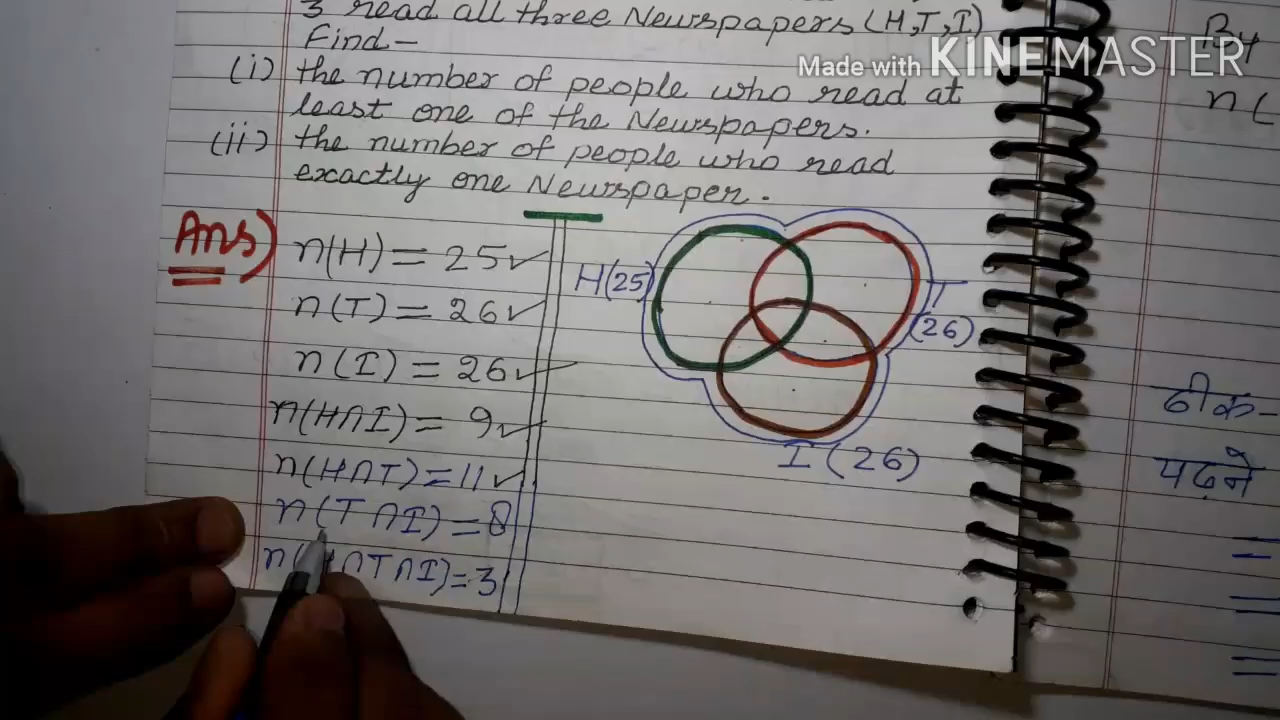 3 read all three Newspapers (H,T,I)
Find-
(i) the number of people who read at
least one of the Newspapers.
(ii) the number of people who read
exactly one Newspaper.
Ans)
n(H) = 25✓
n(T) = 26✓
n(I) = 26✓
n(H∩I) = 9✓
n(H∩T) = 11✓
n(T∩I) = 8
∩T∩I) = 3
H(25)
T
(26)
I (26)
Made with KINEMASTER
By
n(
ठीक-
पढ़ने
=
=
=